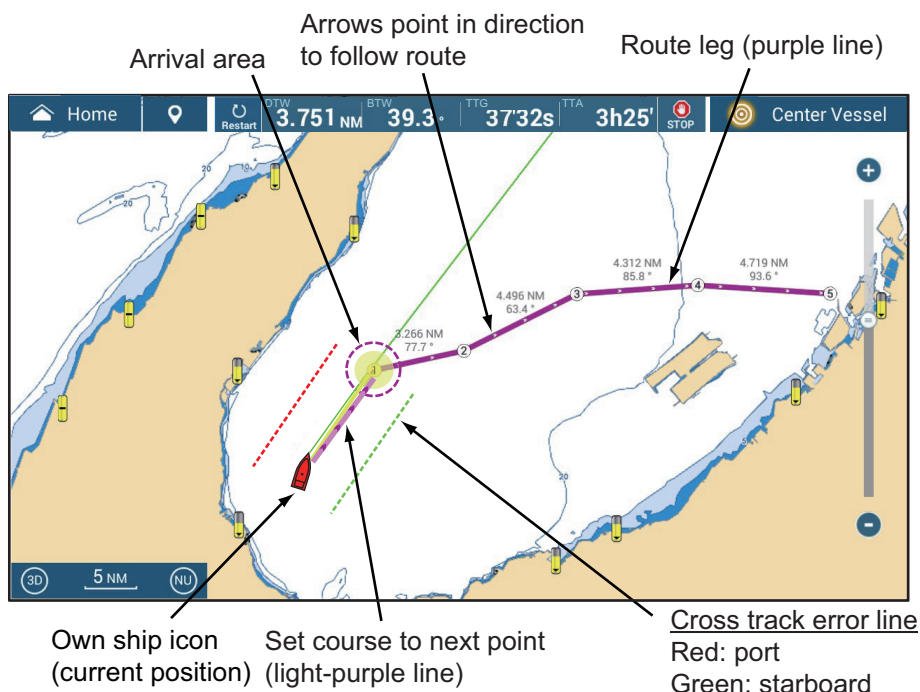 Arrows point in direction
to follow route
Arrival area
Route leg (purple line)
Home
Restart
DTW
3.751 NM
BTW
39.3°
TTG
37'32s
TTA
3h25'
STOP
Center Vessel
20
10
20
+
4.312 NM
85.8 °
4.719 NM
93.6 °
4.496 NM
63.4 °
3
4
5
3.266 NM
77.7 °
2
1
=
5
20
-
3D
5 NM
NU
Own ship icon
(current position)
Set course to next point
(light-purple line)
Cross track error line
Red: port
Green: starboard